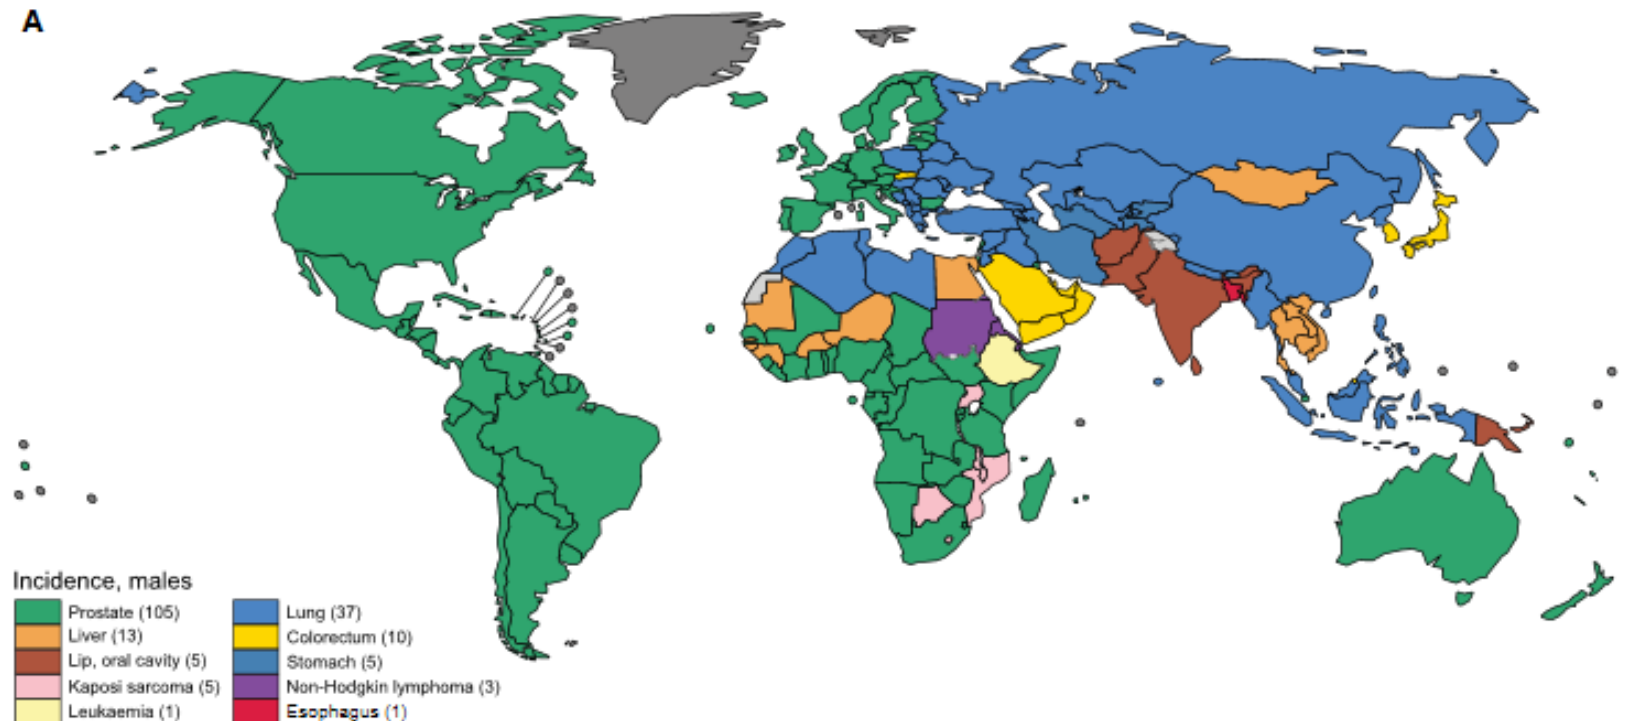 A
Incidence, males
Prostate (105)
Liver (13)
Lip, oral cavity (5)
Kaposi sarcoma (5)
Leukaemia (1)
Lung (37)
Colorectum (10)
Stomach (5)
Non-Hodgkin lymphoma (3)
Esophagus (1)